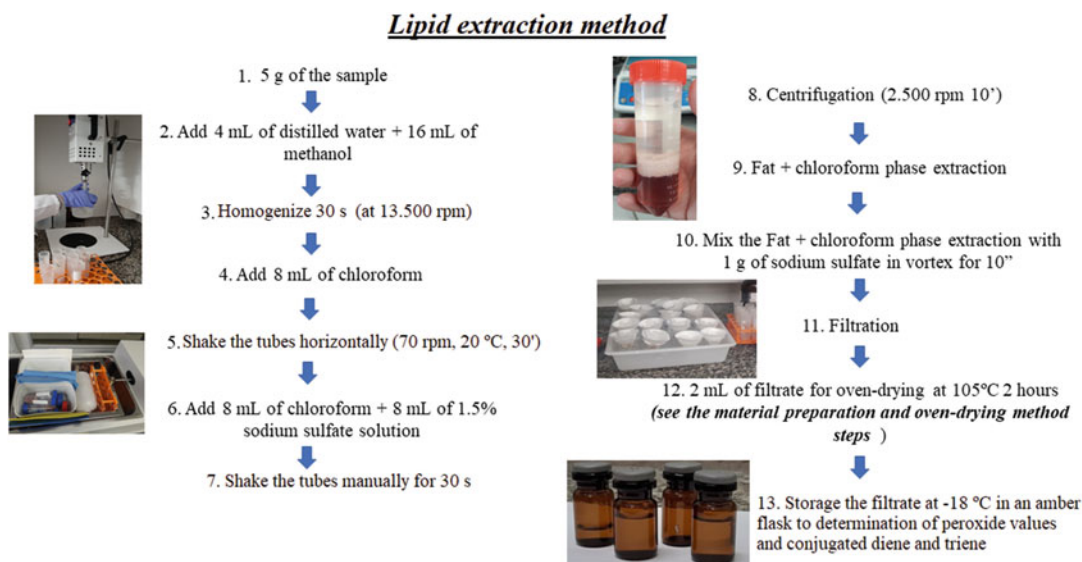 Lipid extraction method
1. 5 g of the sample
2. Add 4 mL of distilled water + 16 mL of
methanol
3. Homogenize 30 s (at 13.500 rpm)
4. Add 8 mL of chloroform
5. Shake the tubes horizontally (70 rpm, 20 ºC, 30')
6. Add 8 mL of chloroform + 8 mL of 1.5%
sodium sulfate solution
7. Shake the tubes manually for 30 s
8. Centrifugation (2.500 rpm 10’)
9. Fat + chloroform phase extraction
10. Mix the Fat + chloroform phase extraction with
1 g of sodium sulfate in vortex for 10”
11. Filtration
12. 2 mL of filtrate for oven-drying at 105ºC 2 hours
(see the material preparation and oven-drying method
steps )
13. Storage the filtrate at -18 ºC in an amber
flask to determination of peroxide values
and conjugated diene and triene